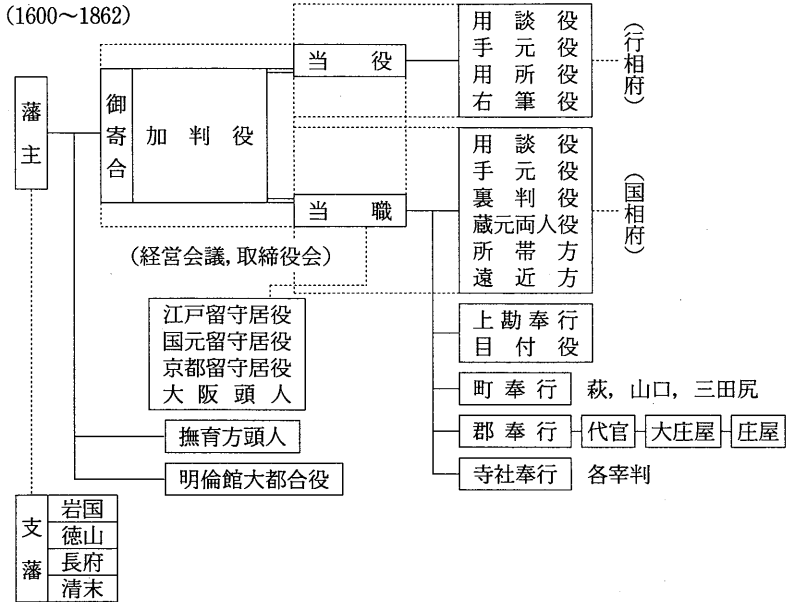 (1600～1862)
藩主
御寄合
加判役
当役
用談役
手元役
用所役
右筆役
(行相府)
当職
用談役
手元役
裏判役
蔵元両人役
所帯方
遠近方
(国相府)
(経営会議,取締役会)
江戸留守居役
国元留守居役
京都留守居役
大阪頭人
上勘奉行
目付役
町奉行 萩,山口,三田尻
郡奉行 代官 大庄屋 庄屋
寺社奉行 各宰判
撫育方頭人
明倫館大都合役
支藩
岩国
徳山
長府
清末